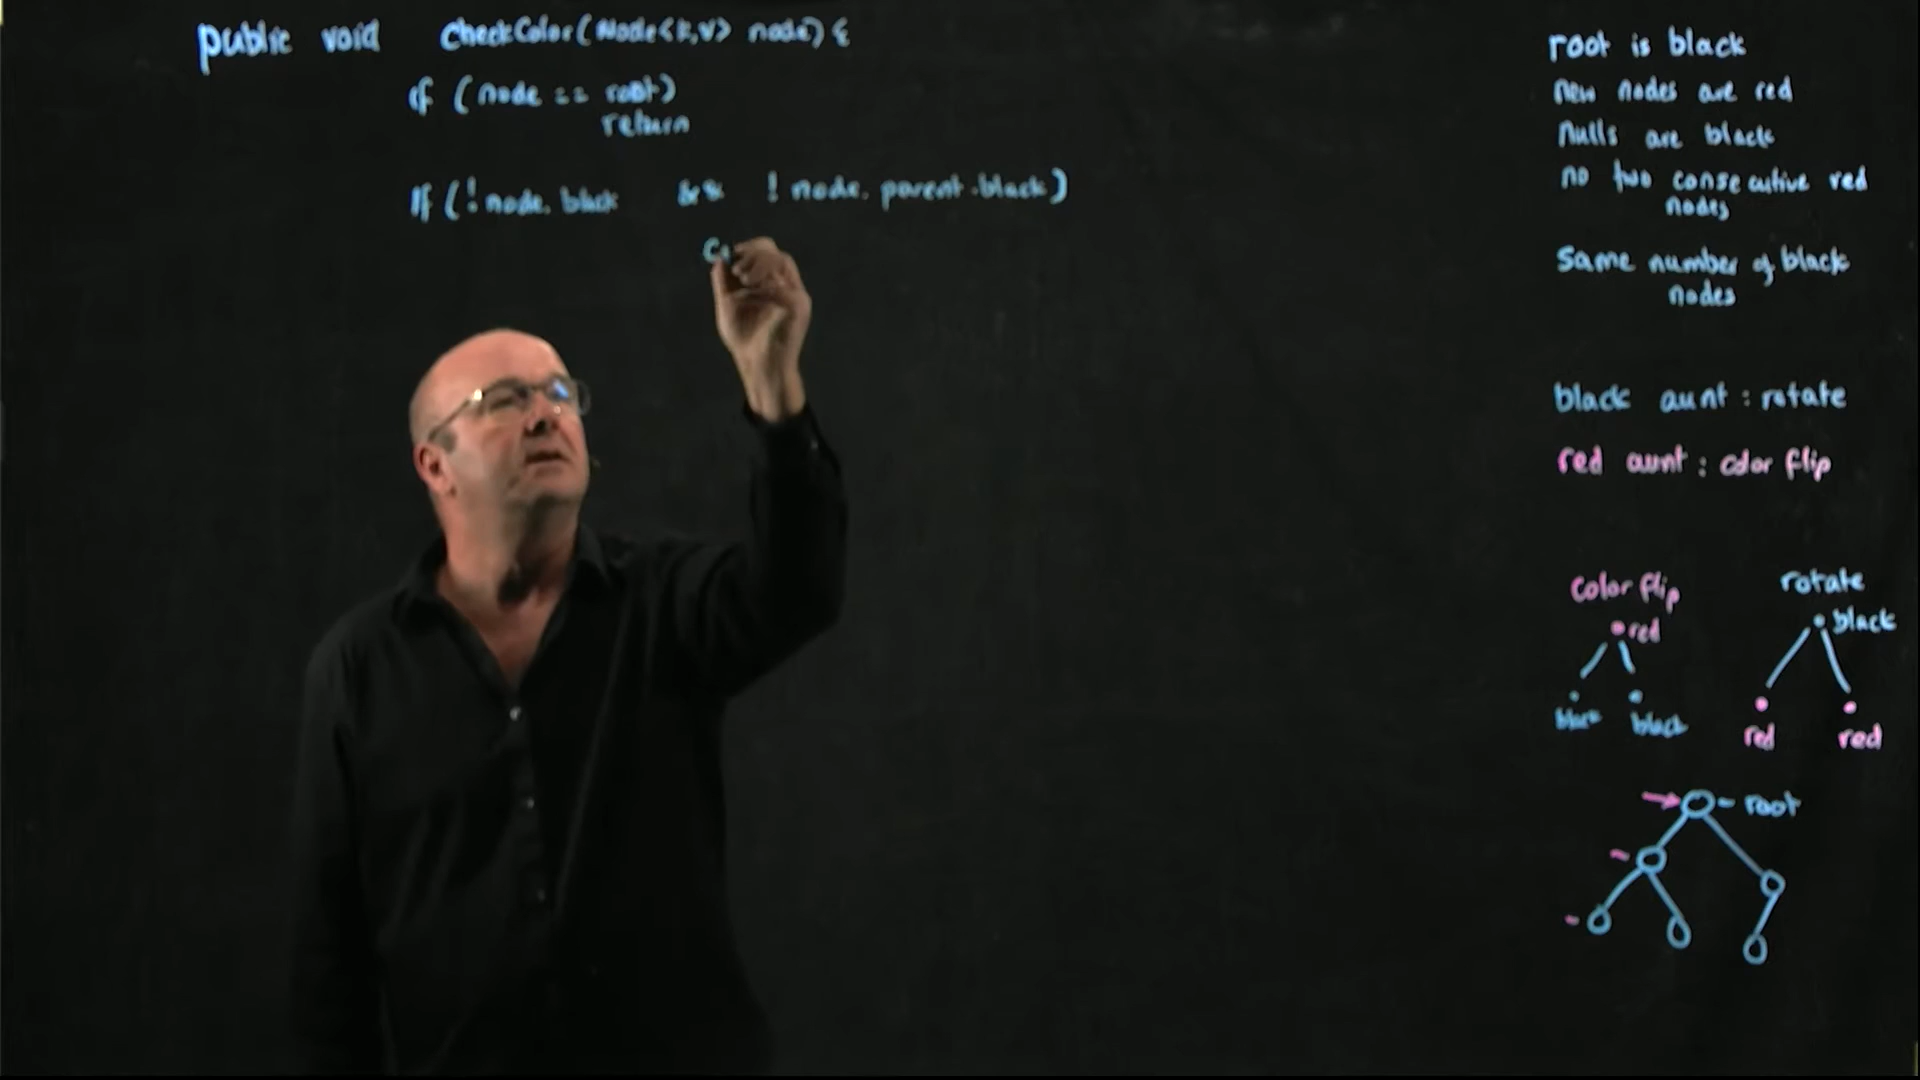 public void checkColor(Node<K,V> node) {
if (node == root)
return
If (!node.black && !node.parent.black)
Co
root is black
new nodes are red
nulls are black
no two consecutive red
nodes
same number of black
nodes
black aunt : rotate
red aunt : color flip
color flip
red
black black
rotate
black
red red
root